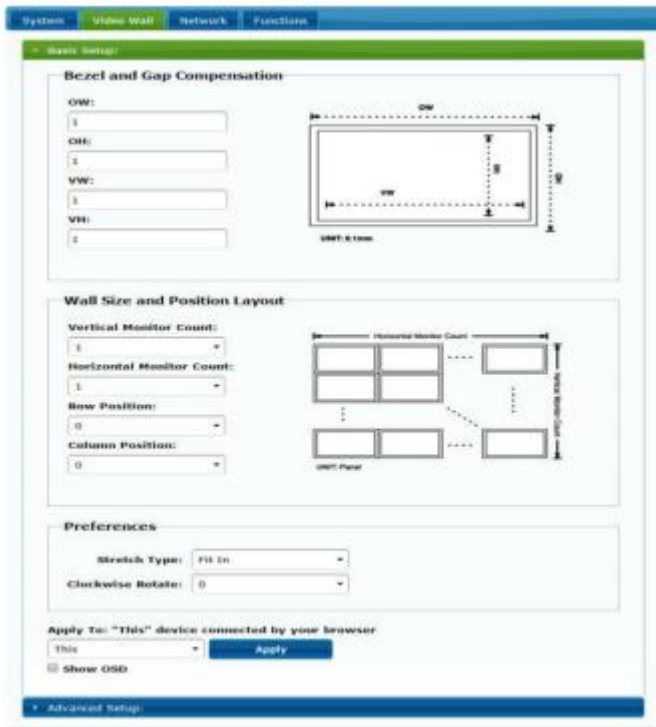 System Video Wall Network Functions
Basic Setup:
Bezel and Gap Compensation
OW:
1
OH:
1
VW:
1
VH:
1
OW
VW
OH
UNIT: 0.1mm
Wall Size and Position Layout
Vertical Monitor Count:
1
Horizontal Monitor Count:
1
Row Position:
0
Column Position:
0
Horizontal Monitor Count
Vertical Monitor Count
UNIT: Panel
Preferences
Stretch Type: Fit In
Clockwise Rotate: 0
Apply To: "This" device connected by your browser
This Apply
Show OSD
Advanced Setup: